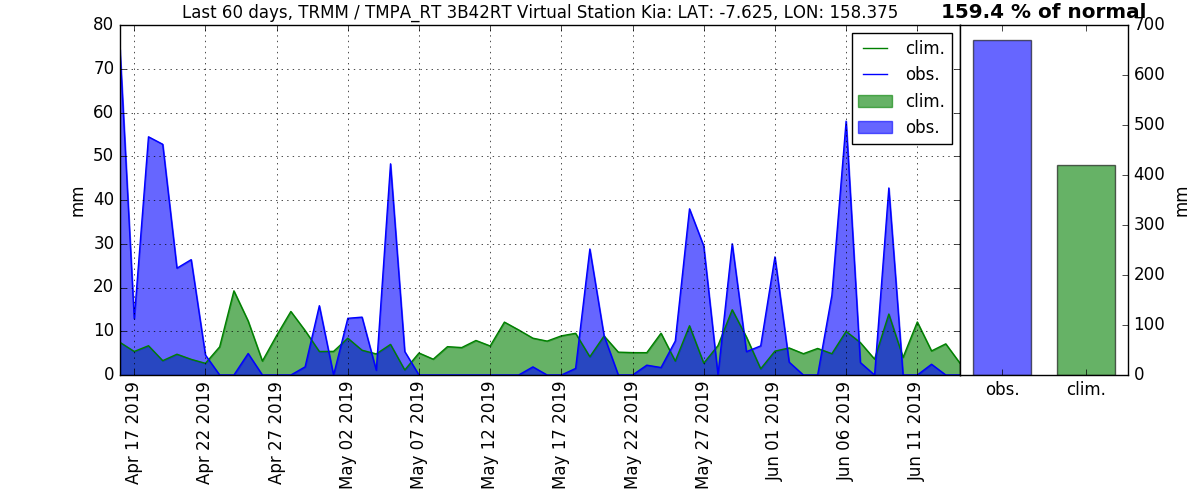 Last 60 days, TRMM / TMPA_RT 3B42RT Virtual Station Kia: LAT: -7.625, LON: 158.375
159.4 % of normal
80
70
60
50
40
30
20
10
0
mm
clim.
obs.
clim.
obs.
Apr 17 2019
Apr 22 2019
Apr 27 2019
May 02 2019
May 07 2019
May 12 2019
May 17 2019
May 22 2019
May 27 2019
Jun 01 2019
Jun 06 2019
Jun 11 2019
700
600
500
400
300
200
100
0
mm
obs.
clim.